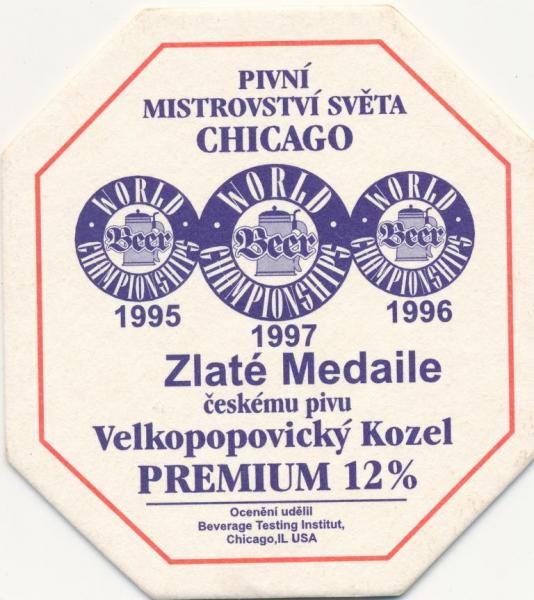 PIVNÍ
MISTROVSTVÍ SVĚTA
CHICAGO
WORLD
Beer
CHAMPIONSHIPS
1995
WORLD
Beer
CHAMPIONSHIPS
1997
WORLD
Beer
CHAMPIONSHIPS
1996
Zlaté Medaile
českému pivu
Velkopopovický Kozel
PREMIUM 12%
Ocenění udělil
Beverage Testing Institut,
Chicago,IL USA